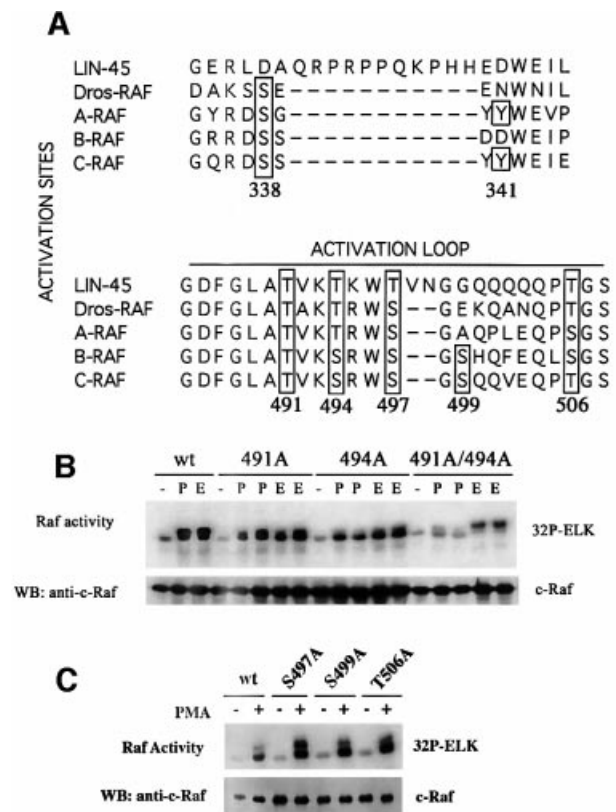 A
ACTIVATION SITES
LIN-45 GERLDAQRPRPPQKPHHEDWEIL
Dros-RAF DAKSSE-----------ENWNIL
A-RAF GYRDSG-----------YYWEVP
B-RAF GRRDSS-----------DDWEIP
C-RAF GQRDSS-----------YYWEIE
338 341
ACTIVATION LOOP
LIN-45 GDFGLATVKTKWTVNGGQQQQQPTGS
Dros-RAF GDFGLATAKTRWS--GEKQANQPTGS
A-RAF GDFGLATVKTRWS--GAQPLEQPSGS
B-RAF GDFGLATVKSRWS--GSHQFEQLSGS
C-RAF GDFGLATVKSRWS--GSQQVEQPTGS
491 494 497 499 506
B
wt 491A 494A 491A/494A
- P E - P P E E - P P E E - P P E E
Raf activity 32P-ELK
WB: anti-c-Raf c-Raf
C
wt S497A S499A T506A
PMA - + - + - + - +
Raf Activity 32P-ELK
WB: anti-c-Raf c-Raf